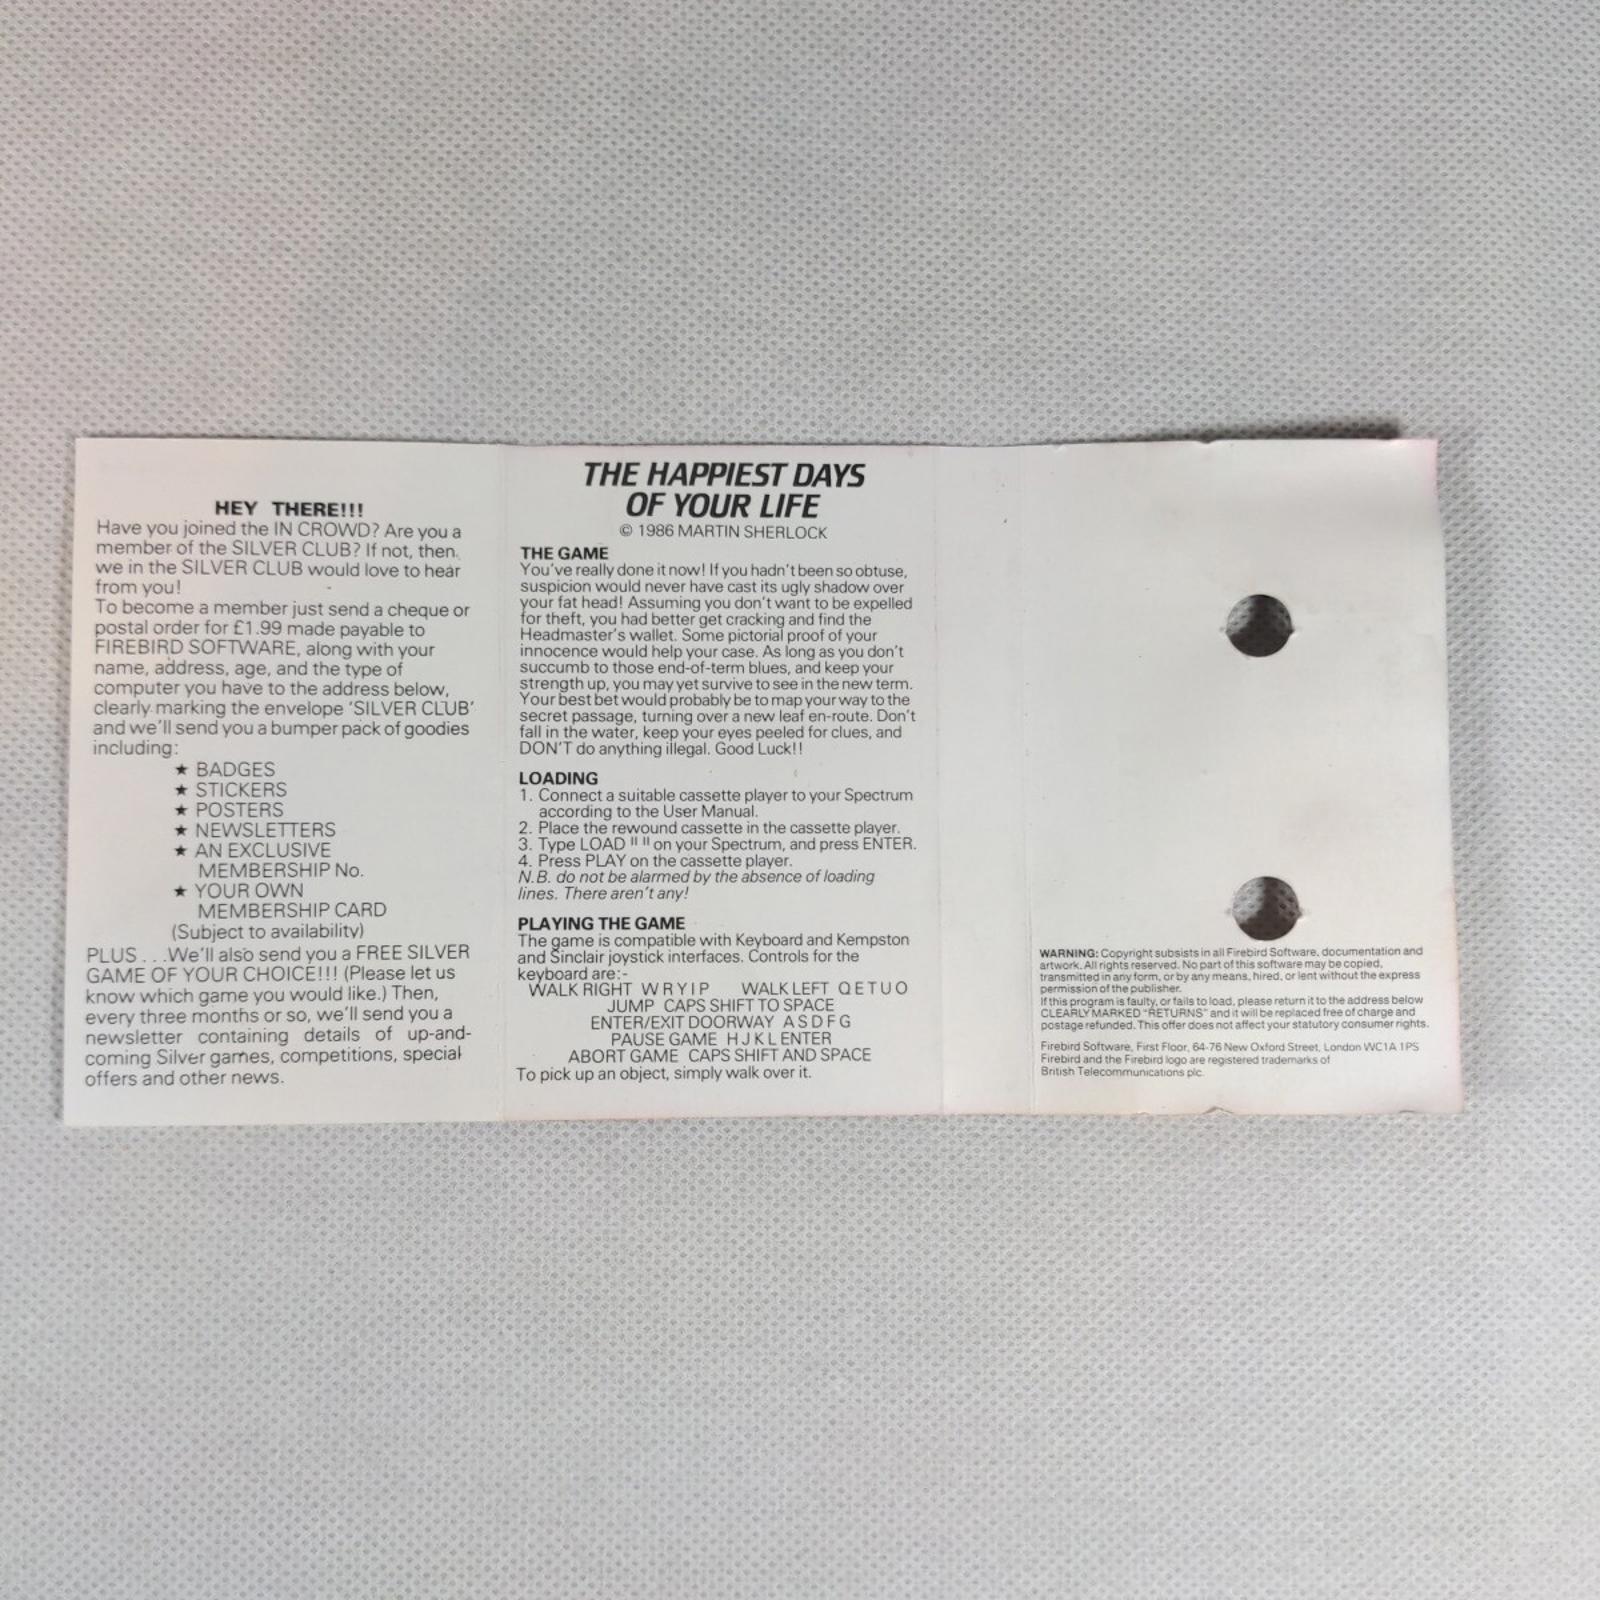 HEY THERE!!!
Have you joined the IN CROWD? Are you a
member of the SILVER CLUB? If not, then
we in the SILVER CLUB would love to hear
from you!
To become a member just send a cheque or
postal order for £1.99 made payable to
FIREBIRD SOFTWARE, along with your
name, address, age, and the type of
computer you have to the address below,
clearly marking the envelope 'SILVER CLUB'
and we'll send you a bumper pack of goodies
including:
★ BADGES
★ STICKERS
★ POSTERS
★ NEWSLETTERS
★ AN EXCLUSIVE
MEMBERSHIP No.
★ YOUR OWN
MEMBERSHIP CARD
(Subject to availability)
PLUS . . .We'll also send you a FREE SILVER
GAME OF YOUR CHOICE!!! (Please let us
know which game you would like.) Then,
every three months or so, we'll send you a
newsletter containing details of up-and-
coming Silver games, competitions, special
offers and other news.
THE HAPPIEST DAYS
OF YOUR LIFE
© 1986 MARTIN SHERLOCK
THE GAME
You've really done it now! If you hadn't been so obtuse,
suspicion would never have cast its ugly shadow over
your fat head! Assuming you don't want to be expelled
for theft, you had better get cracking and find the
Headmaster's wallet. Some pictorial proof of your
innocence would help your case. As long as you don't
succumb to those end-of-term blues, and keep your
strength up, you may yet survive to see in the new term.
Your best bet would probably be to map your way to the
secret passage, turning over a new leaf en-route. Don't
fall in the water, keep your eyes peeled for clues, and
DON'T do anything illegal. Good Luck!!
LOADING
1. Connect a suitable cassette player to your Spectrum
according to the User Manual.
2. Place the rewound cassette in the cassette player.
3. Type LOAD " " on your Spectrum, and press ENTER.
4. Press PLAY on the cassette player.
N.B. do not be alarmed by the absence of loading
lines. There aren't any!
PLAYING THE GAME
The game is compatible with Keyboard and Kempston
and Sinclair joystick interfaces. Controls for the
keyboard are:-
WALK RIGHT W R Y I P WALK LEFT Q E T U O
JUMP CAPS SHIFT TO SPACE
ENTER/EXIT DOORWAY A S D F G
PAUSE GAME H J K L ENTER
ABORT GAME CAPS SHIFT AND SPACE
To pick up an object, simply walk over it.
WARNING: Copyright subsists in all Firebird Software, documentation and
artwork. All rights reserved. No part of this software may be copied,
transmitted in any form, or by any means, hired, or lent without the express
permission of the publisher.
If this program is faulty, or fails to load, please return it to the address below
CLEARLY MARKED "RETURNS" and it will be replaced free of charge and
postage refunded. This offer does not affect your statutory consumer rights.
Firebird Software, First Floor, 64-76 New Oxford Street, London WC1A 1PS
Firebird and the Firebird logo are registered trademarks of
British Telecommunications plc.